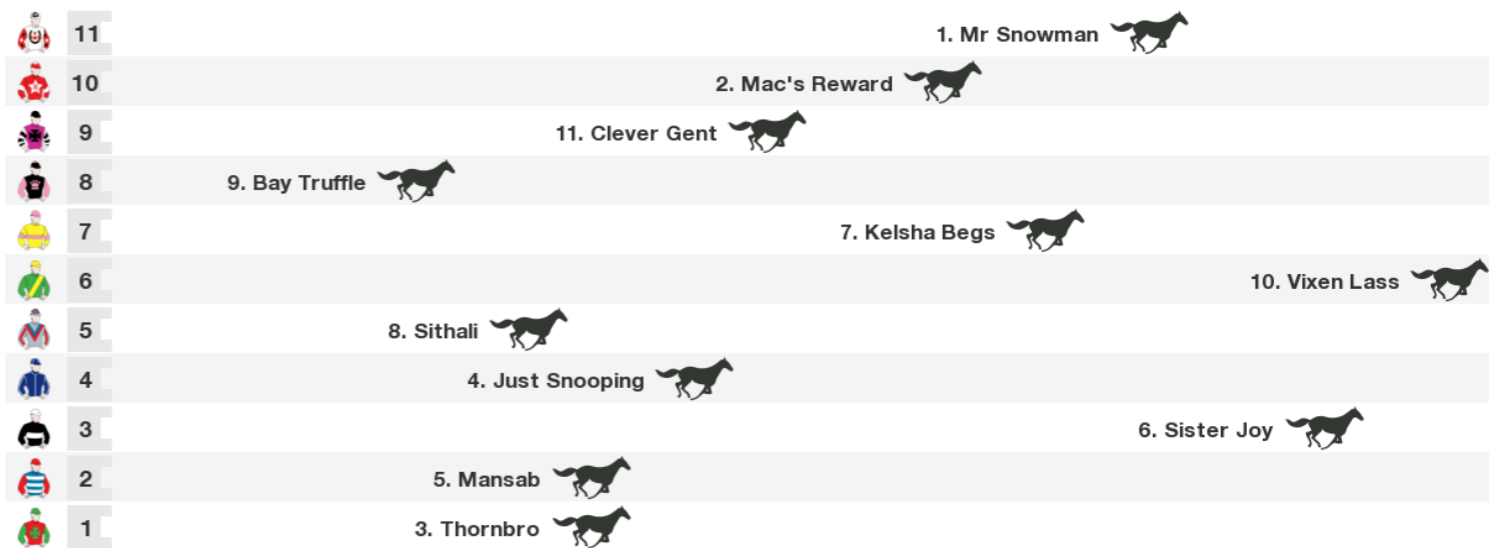 11 1. Mr Snowman
10 2. Mac's Reward
9 11. Clever Gent
8 9. Bay Truffle
7 7. Kelsha Begs
6 10. Vixen Lass
5 8. Sithali
4 4. Just Snooping
3 6. Sister Joy
2 5. Mansab
1 3. Thornbro